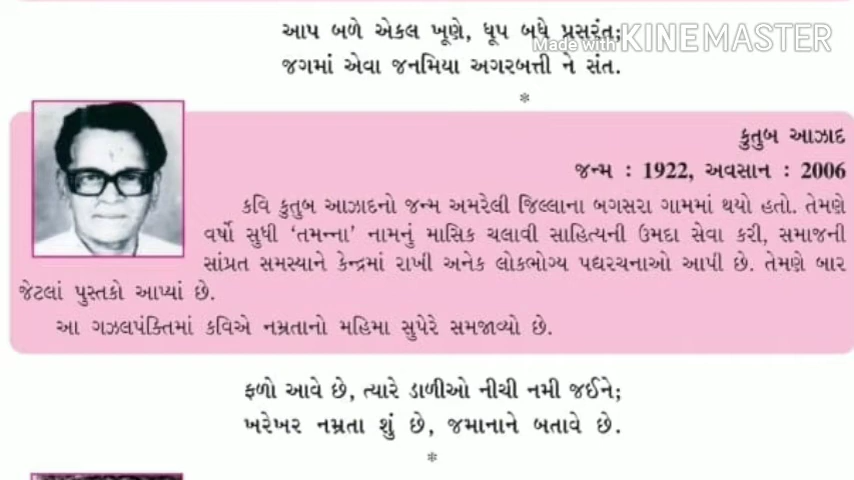 આપ બળે એકલ ખૂણે, ધૂપ બધે પ્રસરંત;
Made with KINEMASTER
જગમાં એવા જનમિયા અગરબત્તી ને સંત.
*
કુતુબ આઝાદ
જન્મ : 1922, અવસાન : 2006
કવિ કુતુબ આઝાદનો જન્મ અમરેલી જિલ્લાના બગસરા ગામમાં થયો હતો. તેમણે
વર્ષો સુધી ‘તમન્ના’ નામનું માસિક ચલાવી સાહિત્યની ઉમદા સેવા કરી, સમાજની
સાંપ્રત સમસ્યાને કેન્દ્રમાં રાખી અનેક લોકભોગ્ય પદ્યરચનાઓ આપી છે. તેમણે બાર
જેટલાં પુસ્તકો આપ્યાં છે.
આ ગઝલપંક્તિમાં કવિએ નમ્રતાનો મહિમા સુપેરે સમજાવ્યો છે.
ફળો આવે છે, ત્યારે ડાળીઓ નીચી નમી જઈને;
ખરેખર નમ્રતા શું છે, જમાનાને બતાવે છે.
*